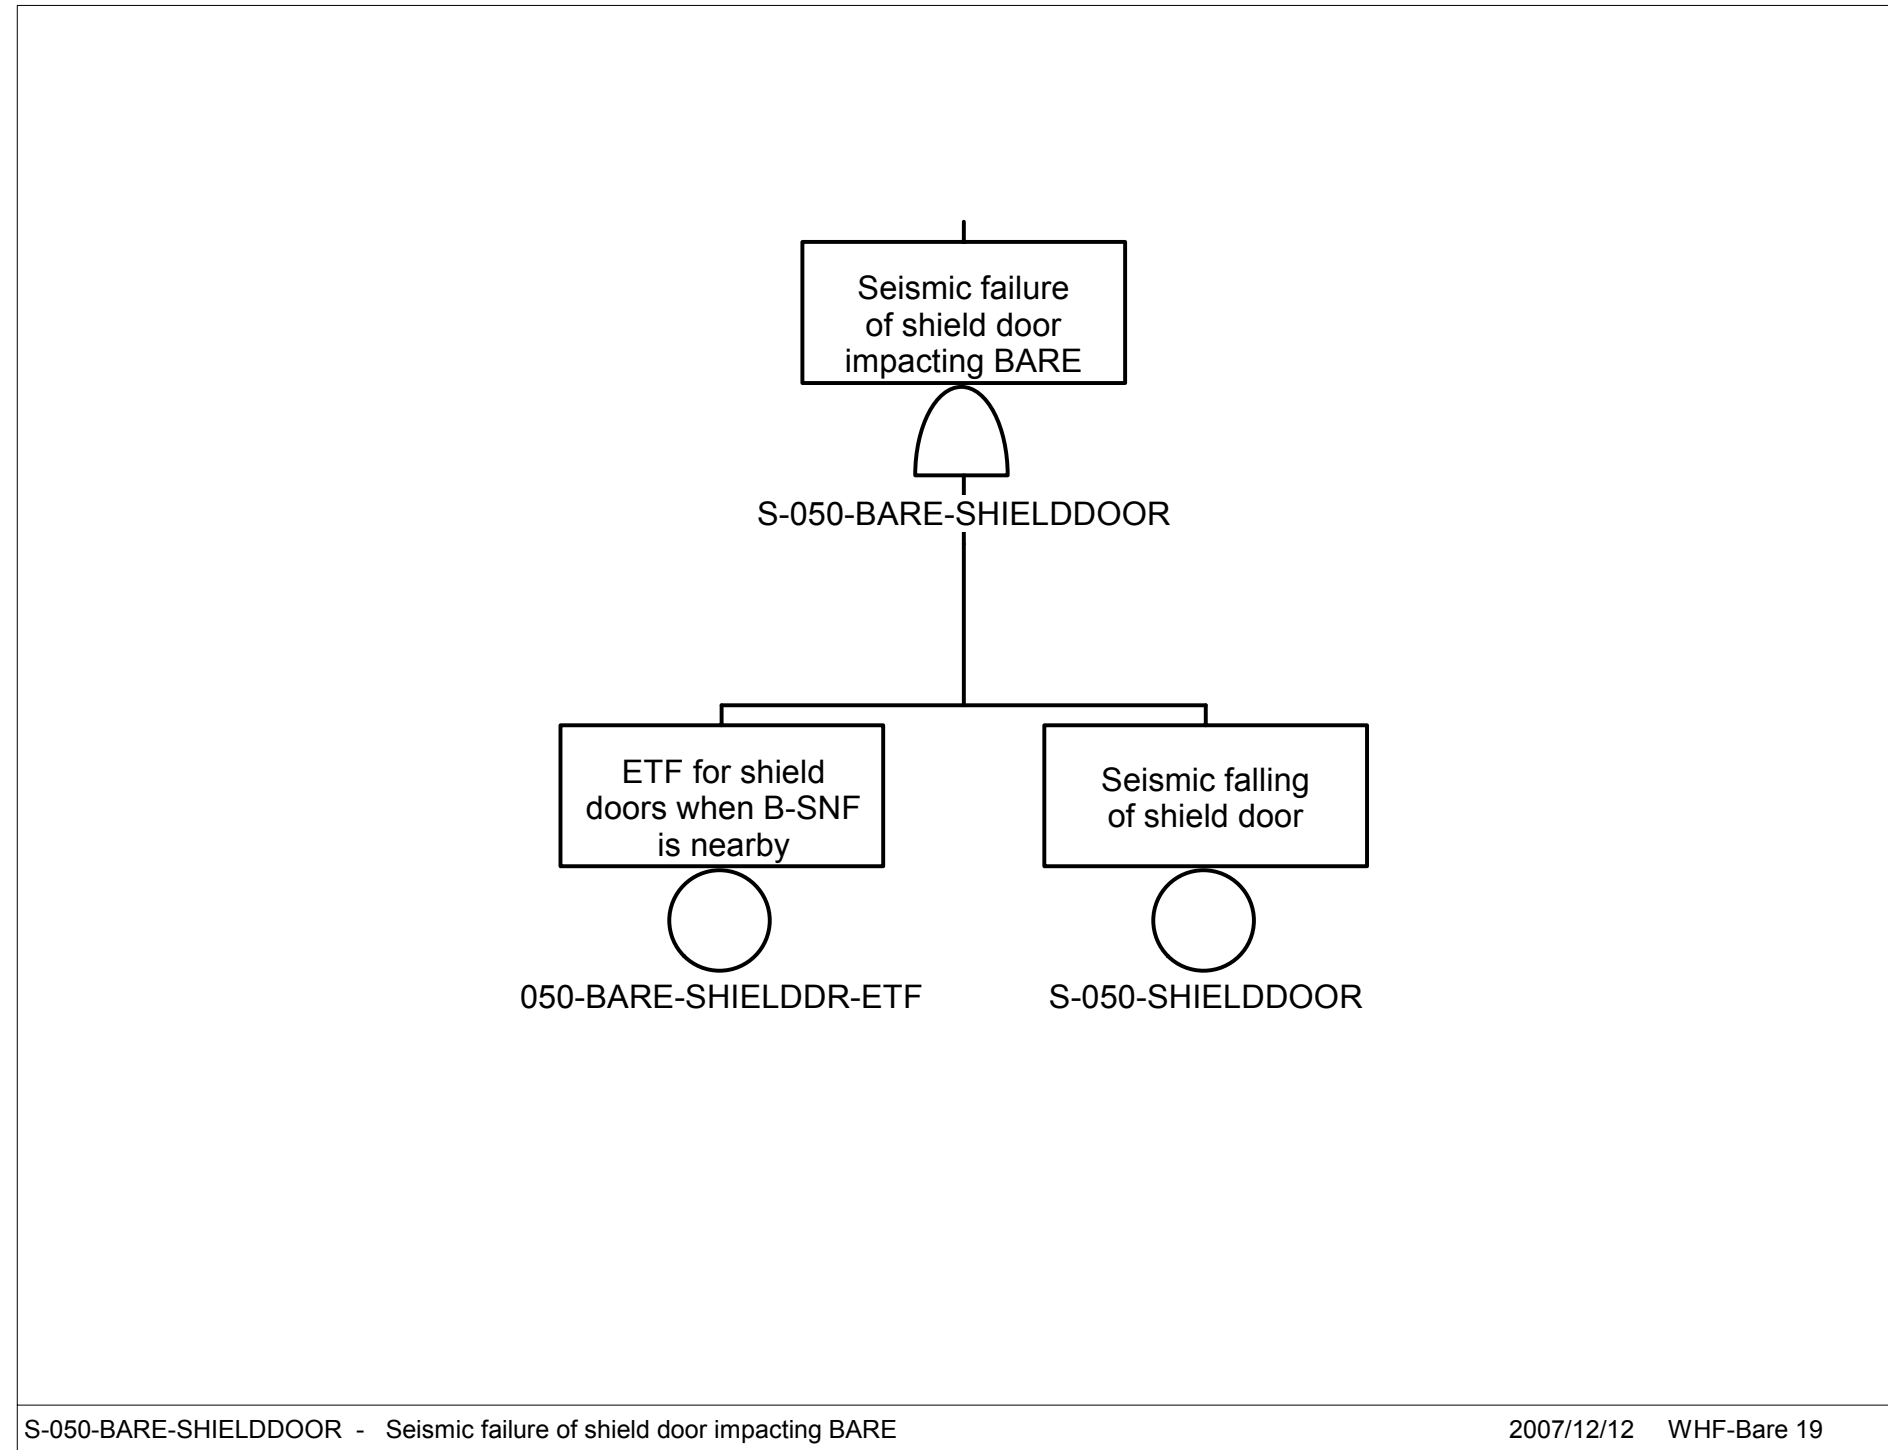 Seismic failure
of shield door
impacting BARE
S-050-BARE-SHIELDDOOR
ETF for shield
doors when B-SNF
is nearby
050-BARE-SHIELDDR-ETF
Seismic falling
of shield door
S-050-SHIELDDOOR
S-050-BARE-SHIELDDOOR - Seismic failure of shield door impacting BARE 2007/12/12 WHF-Bare 19